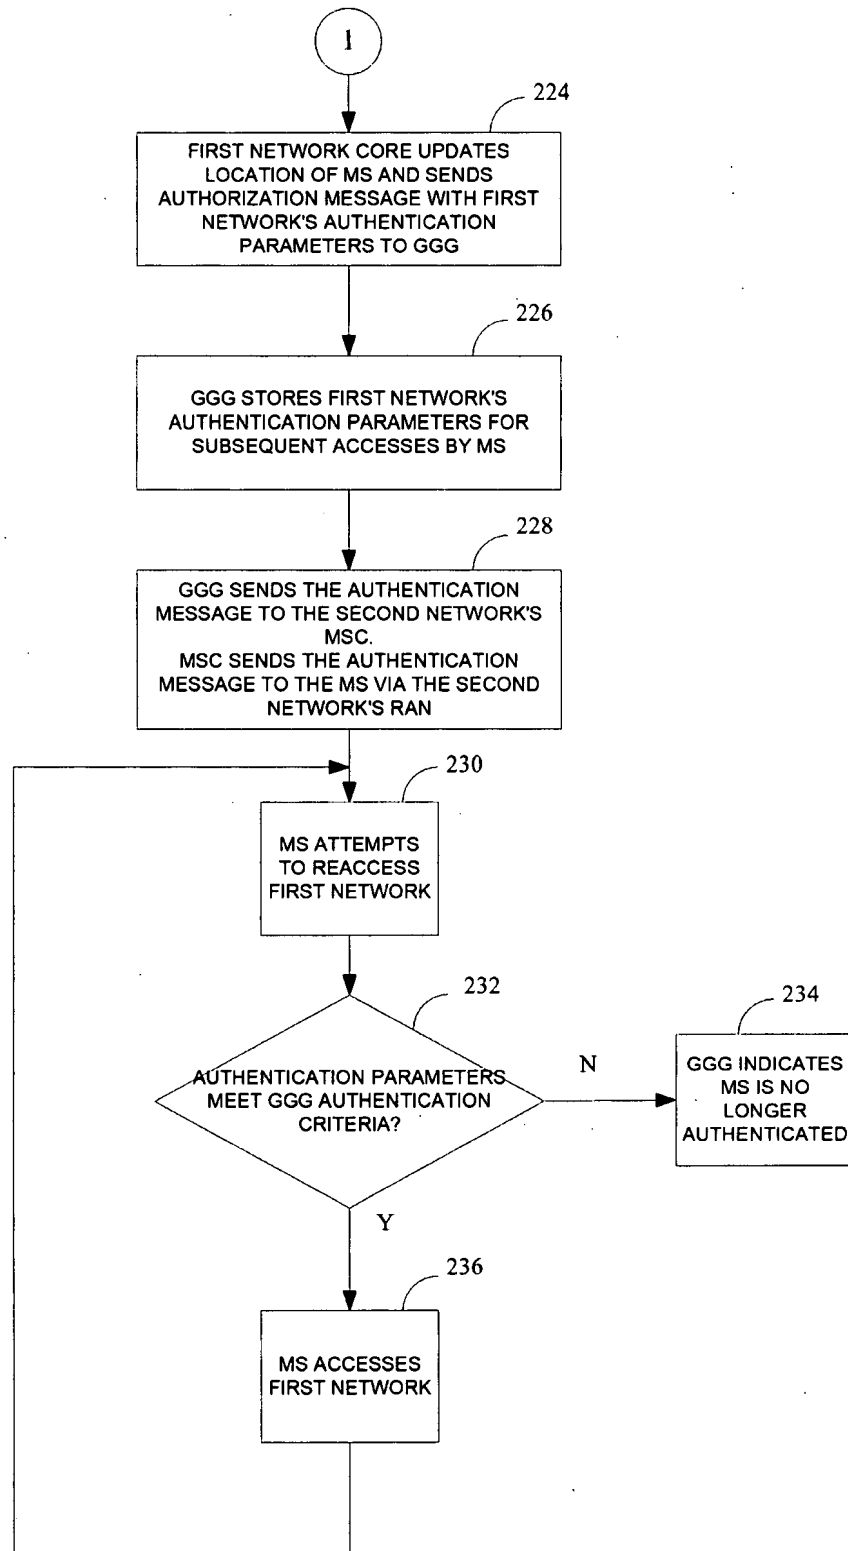 1
224
FIRST NETWORK CORE UPDATES
LOCATION OF MS AND SENDS
AUTHORIZATION MESSAGE WITH FIRST
NETWORK'S AUTHENTICATION
PARAMETERS TO GGG
226
GGG STORES FIRST NETWORK'S
AUTHENTICATION PARAMETERS FOR
SUBSEQUENT ACCESSES BY MS
228
GGG SENDS THE AUTHENTICATION
MESSAGE TO THE SECOND NETWORK'S
MSC.
MSC SENDS THE AUTHENTICATION
MESSAGE TO THE MS VIA THE SECOND
NETWORK'S RAN
230
MS ATTEMPTS
TO REACCESS
FIRST NETWORK
232
AUTHENTICATION PARAMETERS
MEET GGG AUTHENTICATION
CRITERIA?
N
234
GGG INDICATES
MS IS NO
LONGER
AUTHENTICATED
Y
236
MS ACCESSES
FIRST NETWORK